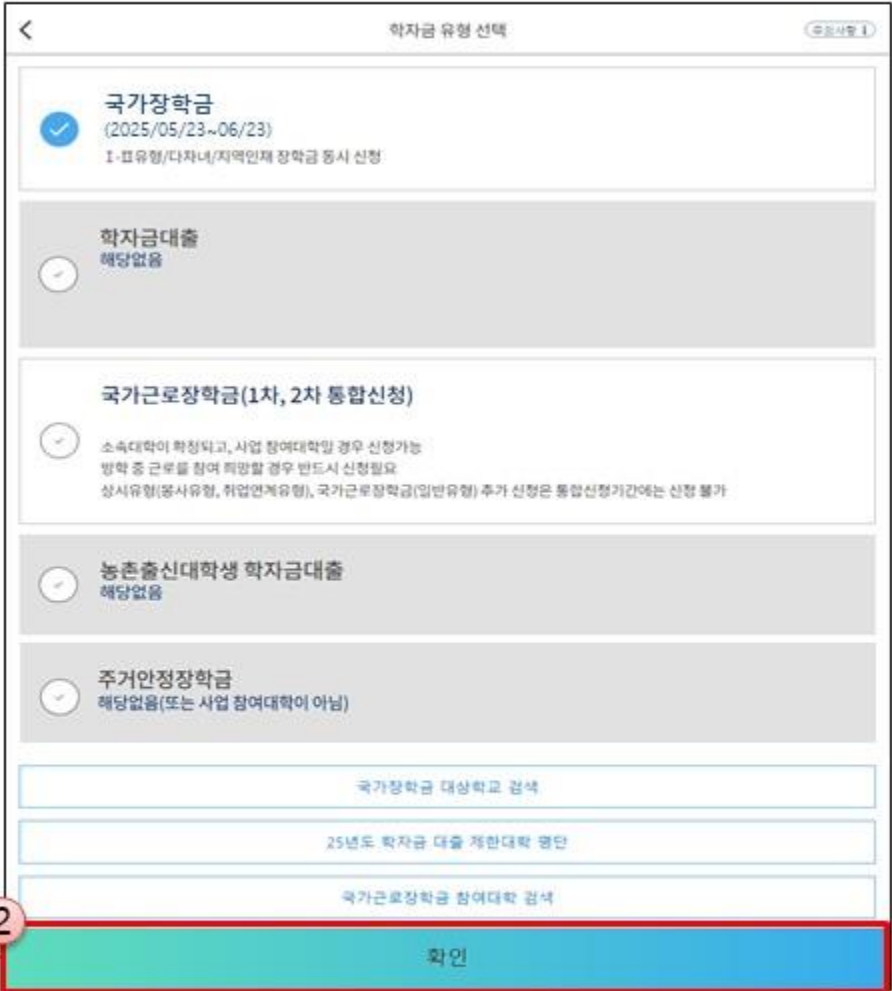 학자금 유형 선택
주의사항 i
국가장학금
(2025/05/23~06/23)
I·II유형/다자녀/지역인재 장학금 동시 신청
학자금대출
해당없음
국가근로장학금(1차, 2차 통합신청)
소속대학이 확정되고, 사업 참여대학일 경우 신청가능
방학 중 근로를 참여 희망할 경우 반드시 신청필요
상시유형(봉사유형, 취업연계유형), 국가근로장학금(일반유형) 추가 신청은 통합신청기간에는 신청 불가
농촌출신대학생 학자금대출
해당없음
주거안정장학금
해당없음(또는 사업 참여대학이 아님)
국가장학금 대상학교 검색
25년도 학자금 대출 제한대학 명단
국가근로장학금 참여대학 검색
2
확인